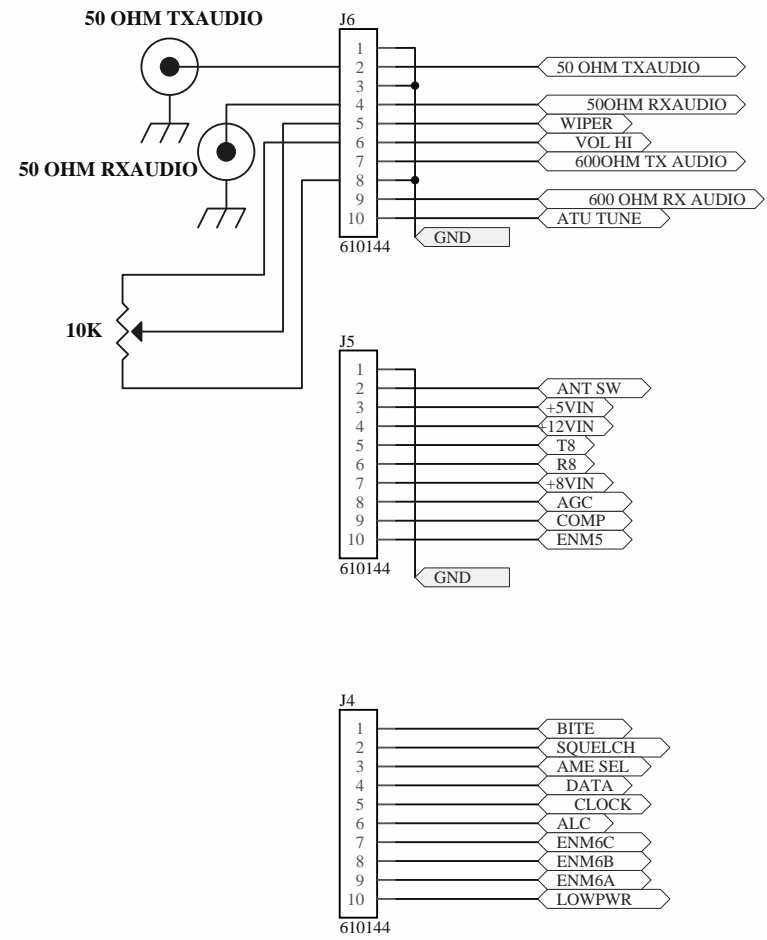 50 OHM TXAUDIO
50 OHM RXAUDIO
10K
J6
1
2 50 OHM TXAUDIO
3
4 50OHM RXAUDIO
5 WIPER
6 VOL HI
7 600OHM TX AUDIO
8
9 600 OHM RX AUDIO
10 ATU TUNE
GND
610144
J5
1
2 ANT SW
3 +5VIN
4 +12VIN
5 T8
6 R8
7 +8VIN
8 AGC
9 COMP
10 ENM5
610144
GND
J4
1 BITE
2 SQUELCH
3 AME SEL
4 DATA
5 CLOCK
6 ALC
7 ENM6C
8 ENM6B
9 ENM6A
10 LOWPWR
610144